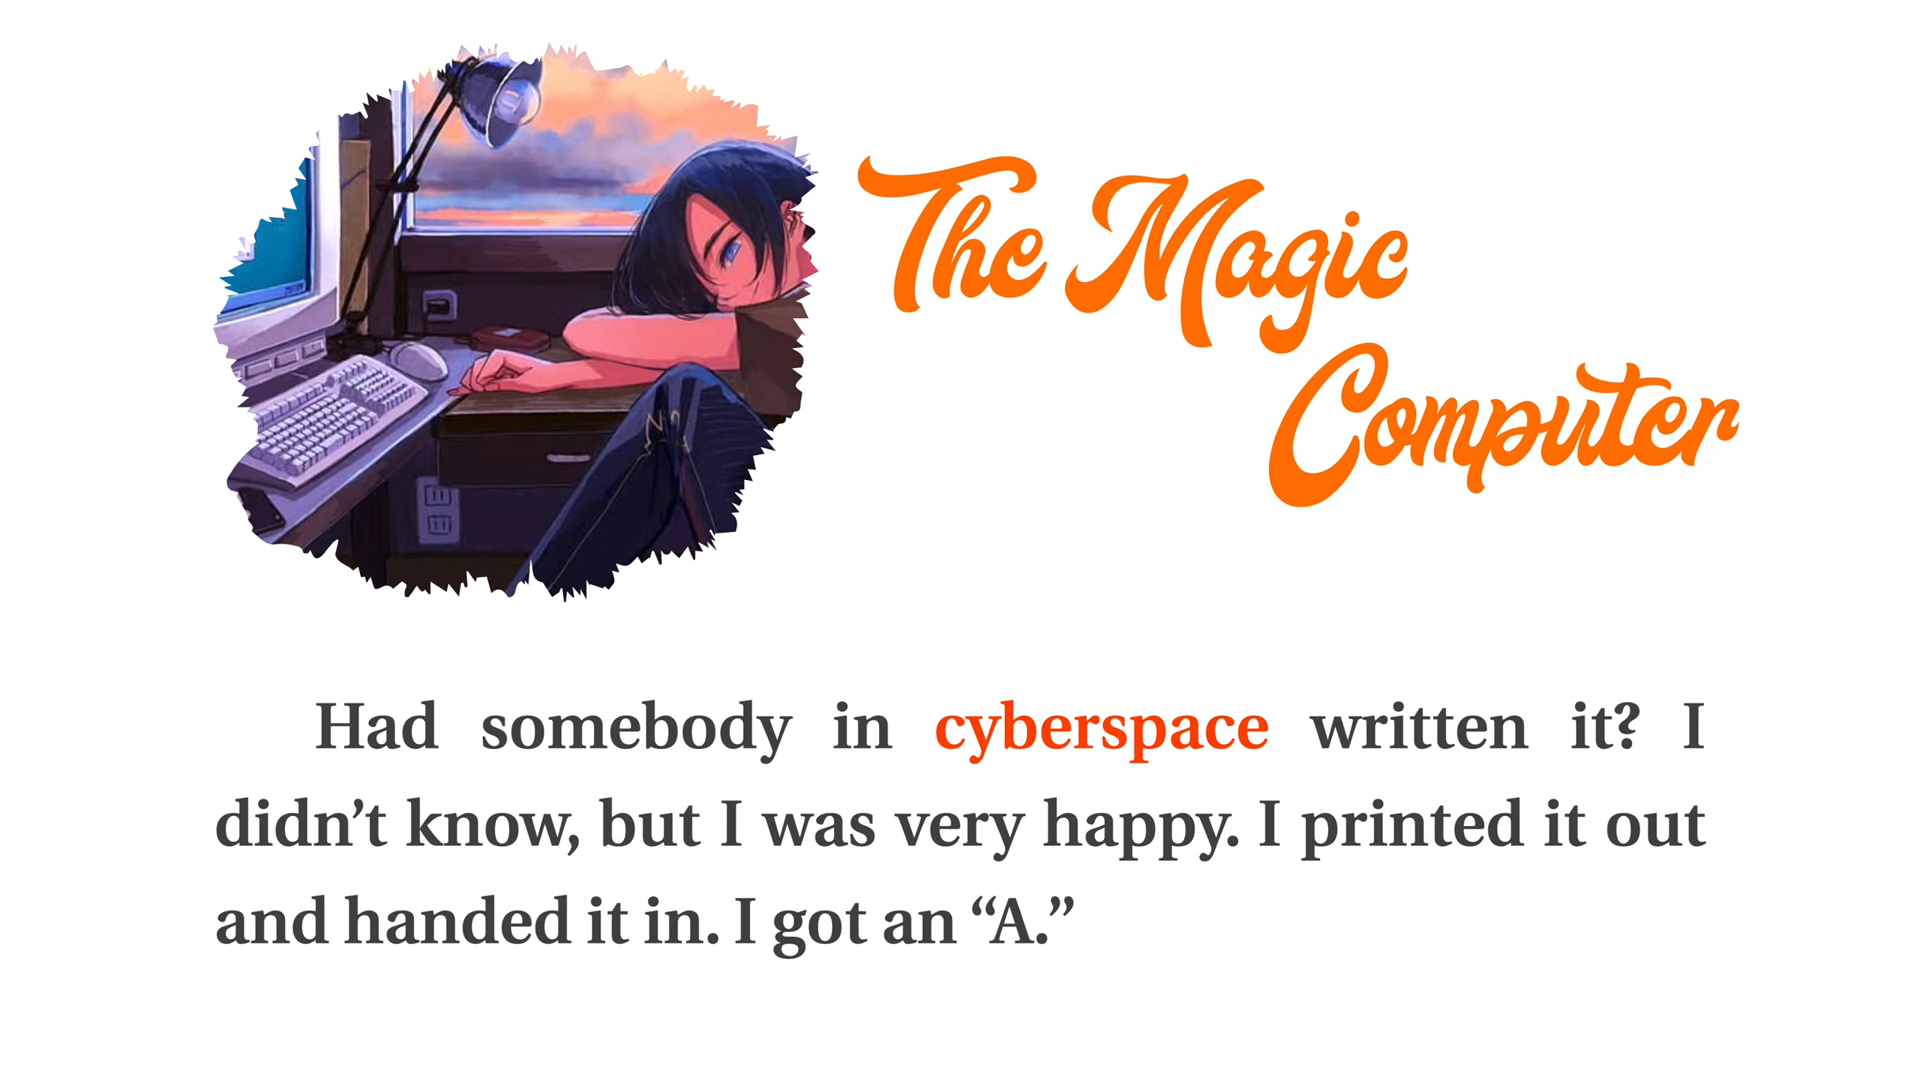 The Magic
Computer
Had somebody in cyberspace written it? I
didn’t know, but I was very happy. I printed it out
and handed it in. I got an “A.”